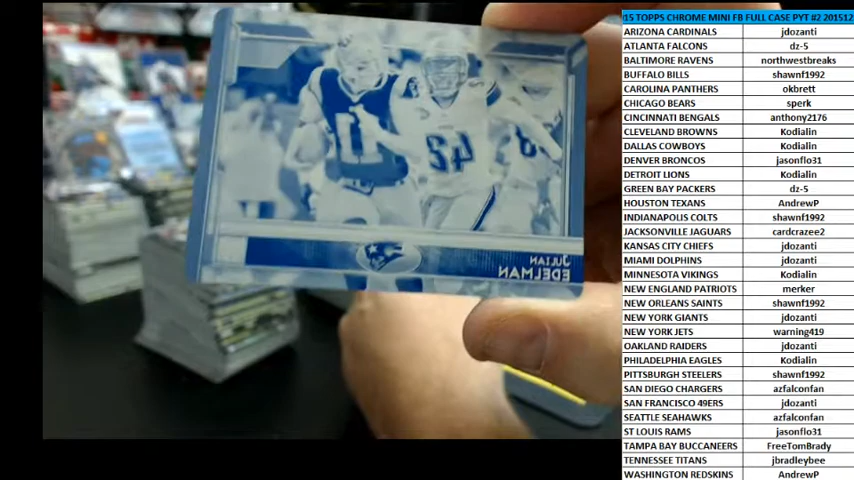 11
42
JULIAN
EDELMAN
15 TOPPS CHROME MINI FB FULL CASE PYT #2 201512
ARIZONA CARDINALS jdozanti
ATLANTA FALCONS dz-5
BALTIMORE RAVENS northwestbreaks
BUFFALO BILLS shawnf1992
CAROLINA PANTHERS okbrett
CHICAGO BEARS sperk
CINCINNATI BENGALS anthony2176
CLEVELAND BROWNS Kodialin
DALLAS COWBOYS Kodialin
DENVER BRONCOS jasonflo31
DETROIT LIONS Kodialin
GREEN BAY PACKERS dz-5
HOUSTON TEXANS AndrewP
INDIANAPOLIS COLTS shawnf1992
JACKSONVILLE JAGUARS cardcrazee2
KANSAS CITY CHIEFS jdozanti
MIAMI DOLPHINS jdozanti
MINNESOTA VIKINGS Kodialin
NEW ENGLAND PATRIOTS merker
NEW ORLEANS SAINTS shawnf1992
NEW YORK GIANTS jdozanti
NEW YORK JETS warning419
OAKLAND RAIDERS jdozanti
PHILADELPHIA EAGLES Kodialin
PITTSBURGH STEELERS shawnf1992
SAN DIEGO CHARGERS azfalconfan
SAN FRANCISCO 49ERS jdozanti
SEATTLE SEAHAWKS azfalconfan
ST LOUIS RAMS jasonflo31
TAMPA BAY BUCCANEERS FreeTomBrady
TENNESSEE TITANS jbradleybee
WASHINGTON REDSKINS AndrewP